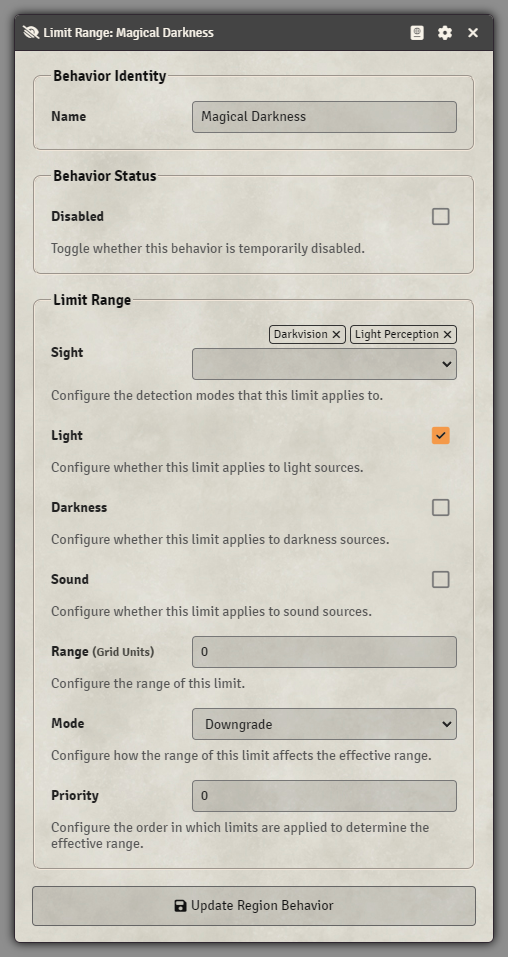 Limit Range: Magical Darkness
Behavior Identity
Name
Magical Darkness
Behavior Status
Disabled
Toggle whether this behavior is temporarily disabled.
Limit Range
Darkvision
Light Perception
Sight
Configure the detection modes that this limit applies to.
Light
Configure whether this limit applies to light sources.
Darkness
Configure whether this limit applies to darkness sources.
Sound
Configure whether this limit applies to sound sources.
Range (Grid Units)
0
Configure the range of this limit.
Mode
Downgrade
Configure how the range of this limit affects the effective range.
Priority
0
Configure the order in which limits are applied to determine the
effective range.
Update Region Behavior